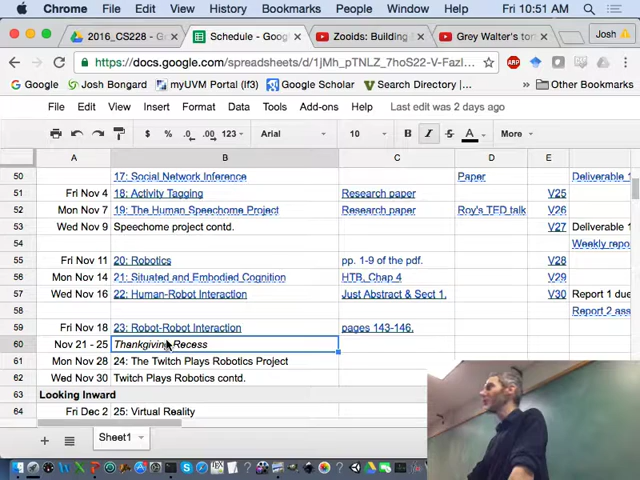 Chrome File Edit View History Bookmarks People Window Help Fri 10:51 AM
2016_CS228 - Google D
Schedule - Goog
Zooids: Building
Grey Walter's tor
Josh
https://docs.google.com/spreadsheets/d/1jMh_pTNLZ_7hoS22-V-FazI
Google Josh Bongard myUVM Portal (lf3) Google Scholar Search Directory / Other Bookmarks
File Edit View Insert Format Data Tools Add-ons Help Last edit was 2 days ago
$ % .0 .00 123 Arial 10 B I S A More
A B C D E
50 17: Social Network Inference Paper Deliverable 1
51 Fri Nov 4 18: Activity Tagging Research paper V25
52 Mon Nov 7 19: The Human Speechome Project Research paper Roy's TED talk V26
53 Wed Nov 9 Speechome project contd. V27 Deliverable 1
54 Weekly repo
55 Fri Nov 11 20: Robotics pp. 1-9 of the pdf. V28
56 Mon Nov 14 21: Situated and Embodied Cognition HTB, Chap 4 V29
57 Wed Nov 16 22: Human-Robot Interaction Just Abstract & Sect 1. V30 Report 1 due
58 Report 2 ass
59 Fri Nov 18 23: Robot-Robot Interaction pages 143-146.
60 Nov 21 - 25 Thankgiving Recess
61 Mon Nov 28 24: The Twitch Plays Robotics Project
62 Wed Nov 30 Twitch Plays Robotics contd.
63 Looking Inward
64 Fri Dec 2 25: Virtual Reality
Sheet1